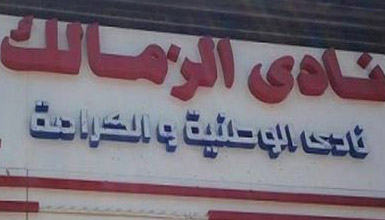 نادى الزمالك
نادى الوطنية و الكرامة